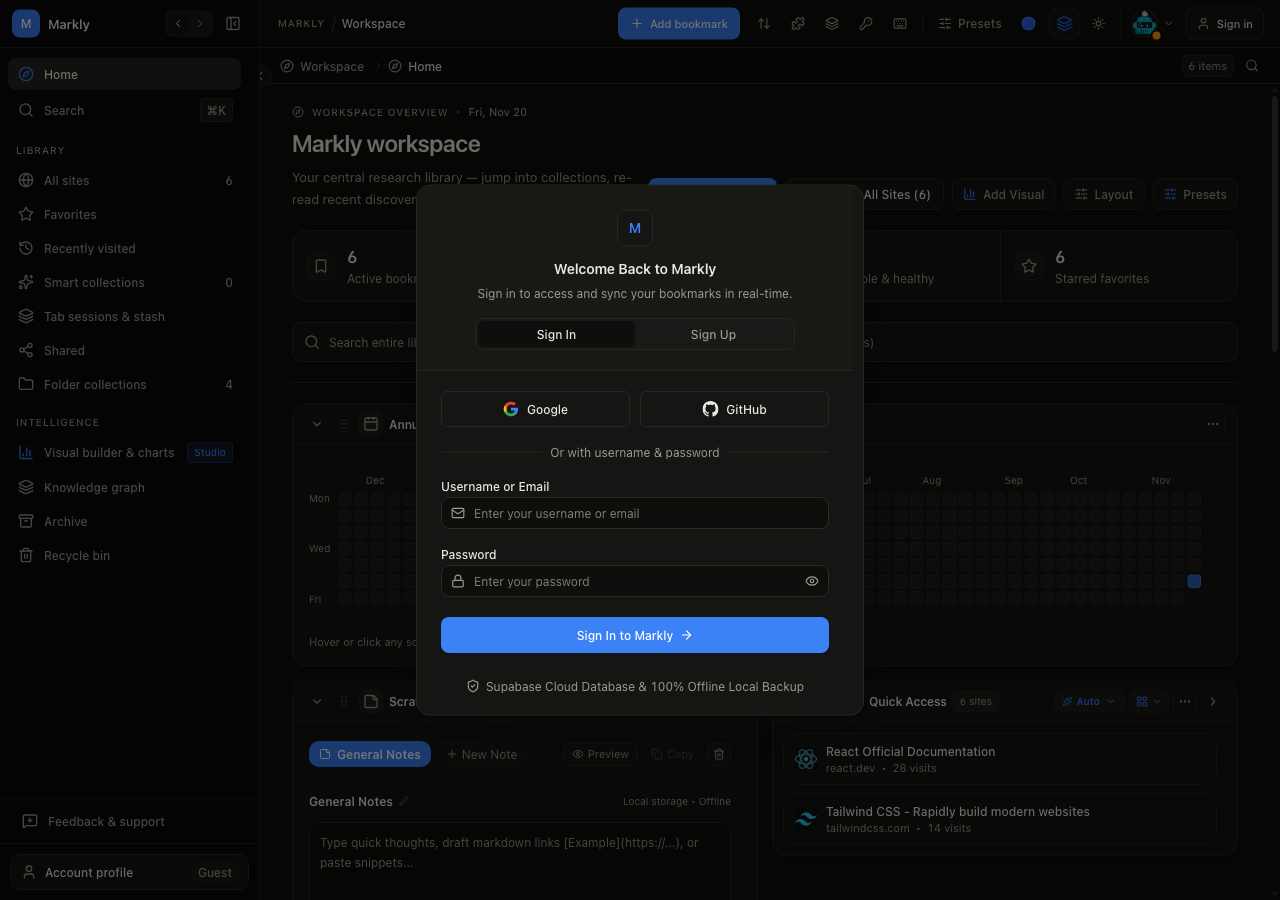 M Markly
MARKLY / Workspace
Add bookmark
Presets
Sign in
Home
Search ⌘K
LIBRARY
All sites 6
Favorites
Recently visited
Smart collections 0
Tab sessions & stash
Shared
Folder collections 4
INTELLIGENCE
Visual builder & charts Studio
Knowledge graph
Archive
Recycle bin
Feedback & support
Account profile Guest
Workspace > Home
6 items
WORKSPACE OVERVIEW • Fri, Nov 20
Markly workspace
Your central research library — jump into collections, re-
read recent
All Sites (6)
Add Visual
Layout
Presets
6
Active
& healthy
6
Starred favorites
Search entire
M
Welcome Back to Markly
Sign in to access and sync your bookmarks in real-time.
Sign In
Sign Up
Google
GitHub
Or with username & password
Username or Email
Enter your username or email
Password
Enter your password
Sign In to Markly →
Supabase Cloud Database & 100% Offline Local Backup
Dec
Aug
Sep
Oct
Nov
Mon
Wed
Fri
Hover or click any
Quick Access
6 sites
Auto
General Notes
+ New Note
Preview
Copy
General Notes
Local storage • Offline
Type quick thoughts, draft markdown links [Example](https://...), or
paste snippets...
React Official Documentation
react.dev • 28 visits
Tailwind CSS - Rapidly build modern websites
tailwindcss.com • 14 visits